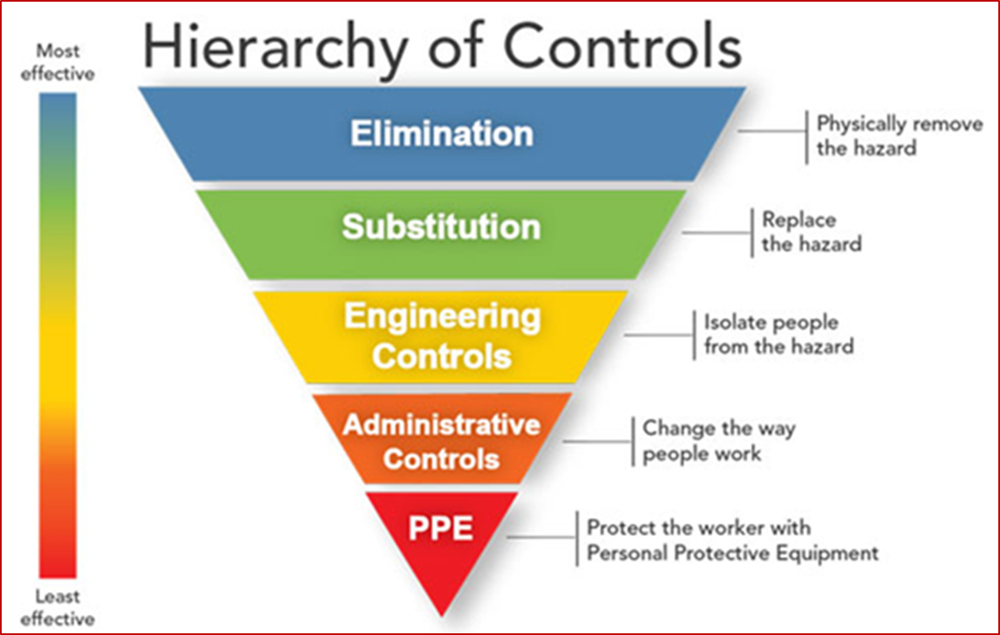 Hierarchy of Controls
Most
effective
Elimination
Physically remove
the hazard
Substitution
Replace
the hazard
Engineering
Controls
Isolate people
from the hazard
Administrative
Controls
Change the way
people work
PPE
Protect the worker with
Personal Protective Equipment
Least
effective